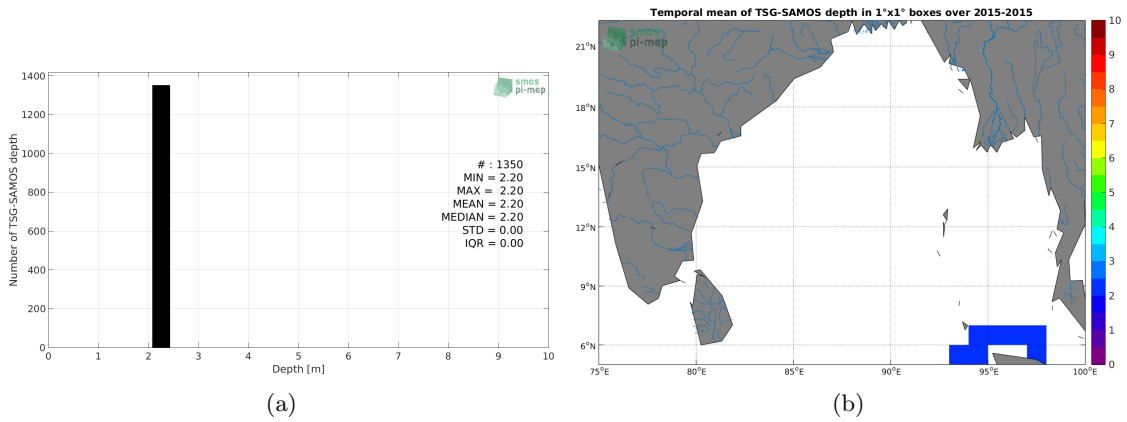 Temporal mean of TSG-SAMOS depth in 1°x1° boxes over 2015-2015
smos
pi-mep
1400
1200
1000
800
600
400
200
0
Number of TSG-SAMOS depth
# : 1350
MIN = 2.20
MAX = 2.20
MEAN = 2.20
MEDIAN = 2.20
STD = 0.00
IQR = 0.00
0 1 2 3 4 5 6 7 8 9 10
Depth [m]
(a)
smos
pi-mep
21°N
18°N
15°N
12°N
9°N
6°N
75°E 80°E 85°E 90°E 95°E 100°E
10
9
8
7
6
5
4
3
2
1
0
(b)